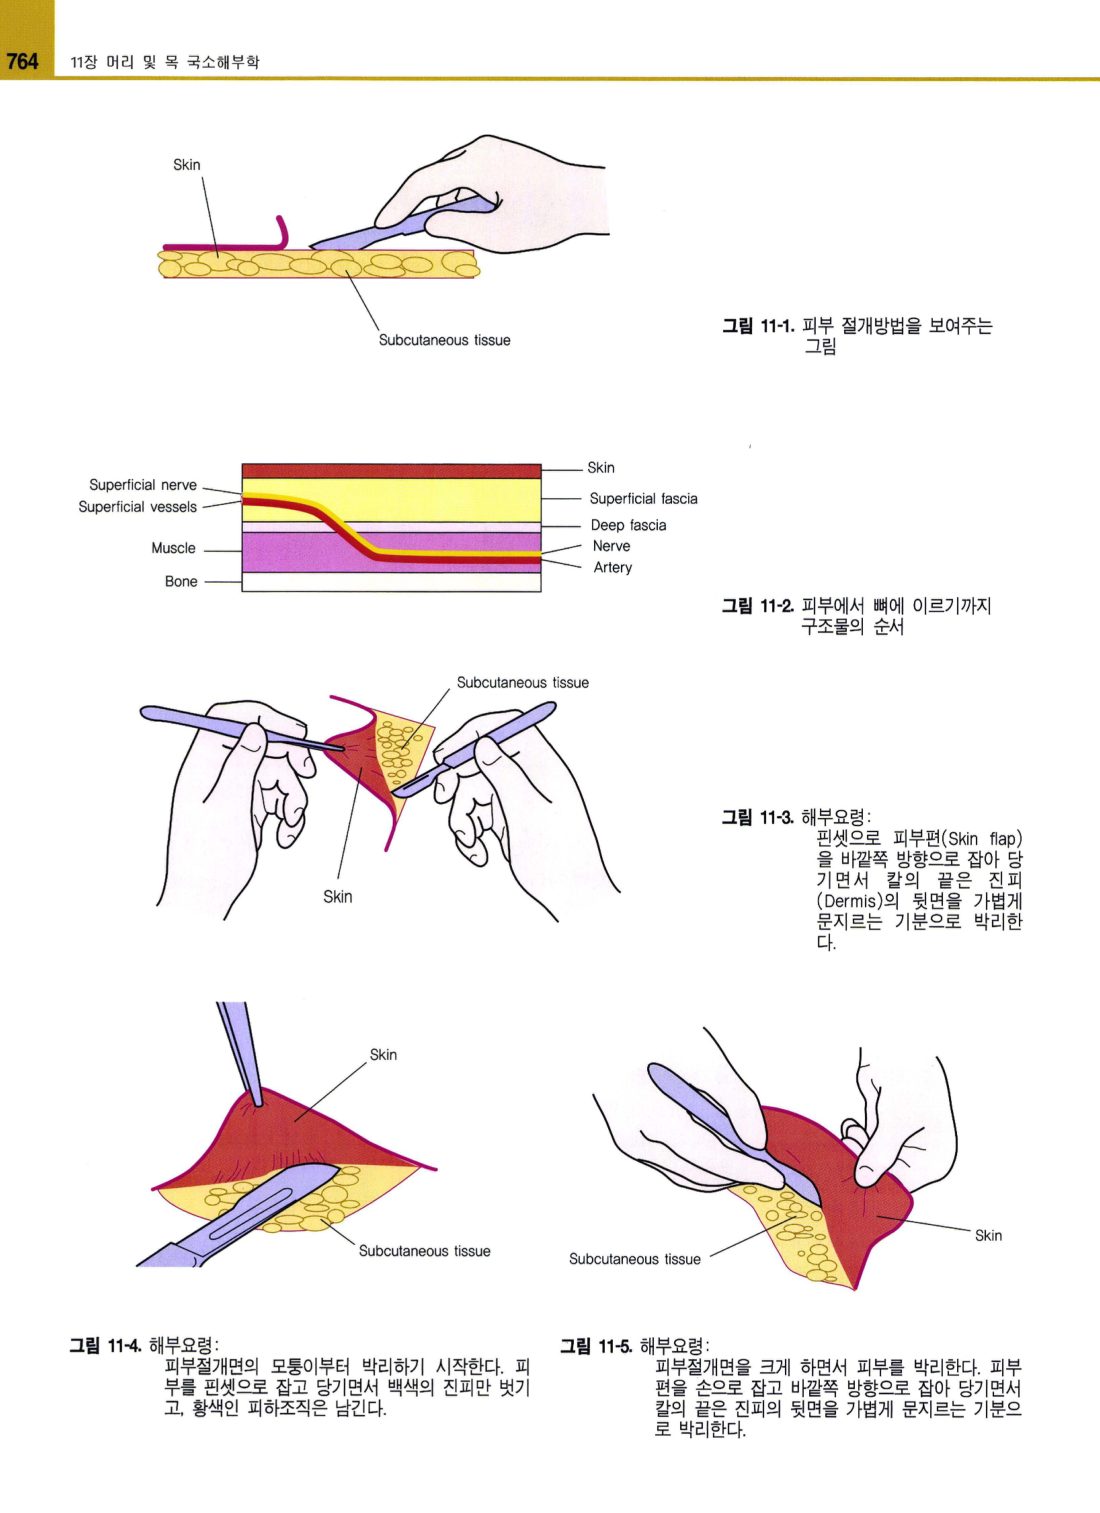 764
11장 머리 및 목 국소해부학
Skin
Subcutaneous tissue
그림 11-1. 피부 절개방법을 보여주는
그림
Superficial nerve
Superficial vessels
Muscle
Bone
Skin
Superficial fascia
Deep fascia
Nerve
Artery
그림 11-2. 피부에서 뼈에 이르기까지
구조물의 순서
Subcutaneous tissue
Skin
그림 11-3. 해부요령:
핀셋으로 피부편(Skin flap)
을 바깥쪽 방향으로 잡아 당
기면서 칼의 끝은 진피
(Dermis)의 뒷면을 가볍게
문지르는 기분으로 박리한
다.
Skin
Subcutaneous tissue
그림 11-4. 해부요령:
피부절개면의 모퉁이부터 박리하기 시작한다. 피
부를 핀셋으로 잡고 당기면서 백색의 진피만 벗기
고, 황색인 피하조직은 남긴다.
Subcutaneous tissue
Skin
그림 11-5. 해부요령:
피부절개면을 크게 하면서 피부를 박리한다. 피부
편을 손으로 잡고 바깥쪽 방향으로 잡아 당기면서
칼의 끝은 진피의 뒷면을 가볍게 문지르는 기분으
로 박리한다.